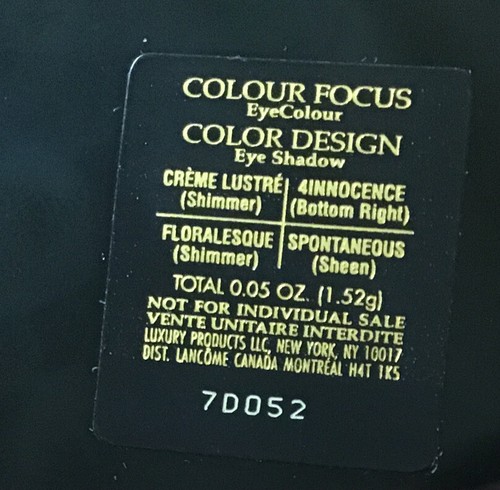 COLOUR FOCUS
EyeColour
COLOR DESIGN
Eye Shadow
CRÈME LUSTRÉ | 4INNOCENCE
(Shimmer) | (Bottom Right)
FLORALESQUE | SPONTANEOUS
(Shimmer) | (Sheen)
TOTAL 0.05 OZ. (1.52g)
NOT FOR INDIVIDUAL SALE
VENTE UNITAIRE INTERDITE
LUXURY PRODUCTS LLC, NEW YORK, NY 10017
DIST. LANCÔME CANADA MONTRÉAL H4T 1K5
7D052